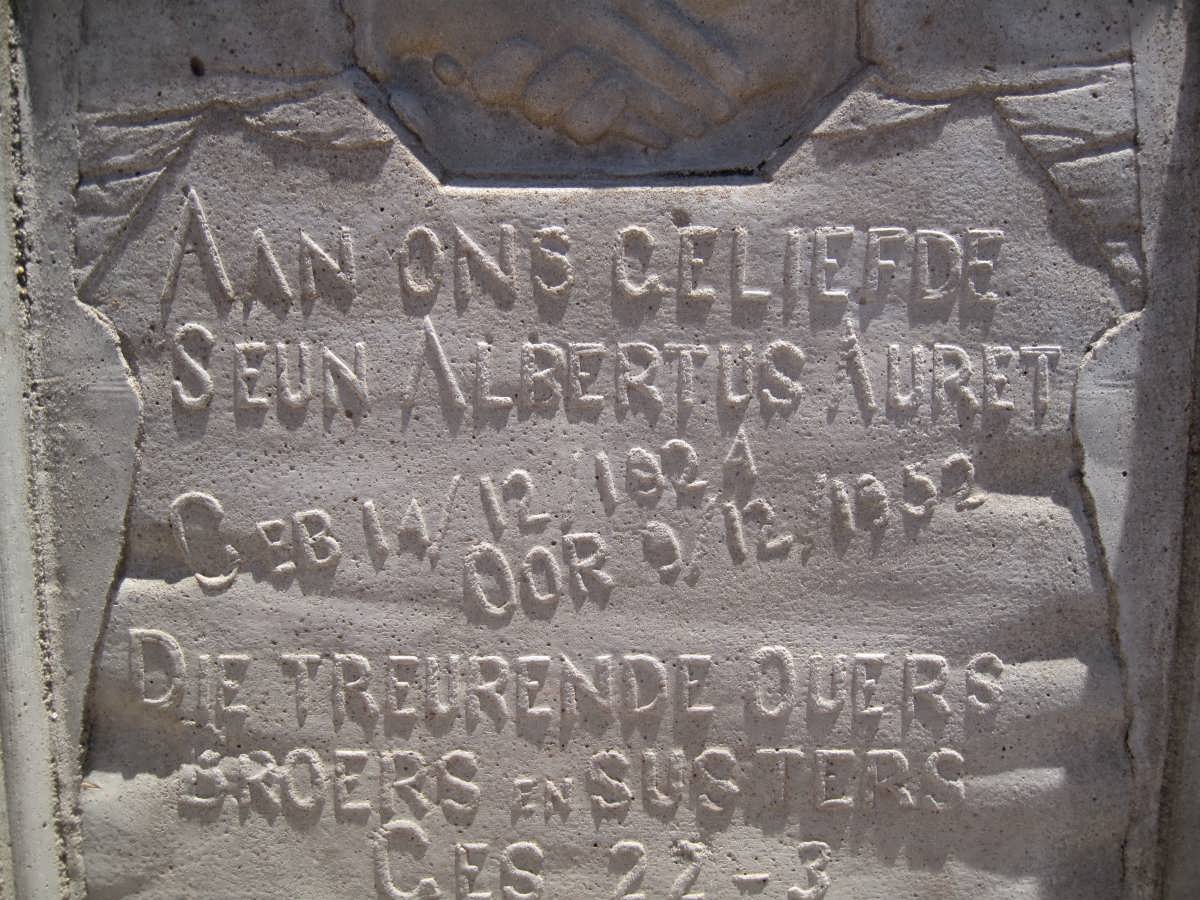 AAN ONS GELIEFDE
SEUN ALBERTUS AURET
GEB 14/12/1924
OOR 9/12/1952
DIE TREURENDE OUERS
BROERS EN SUSTERS
GES 22-3